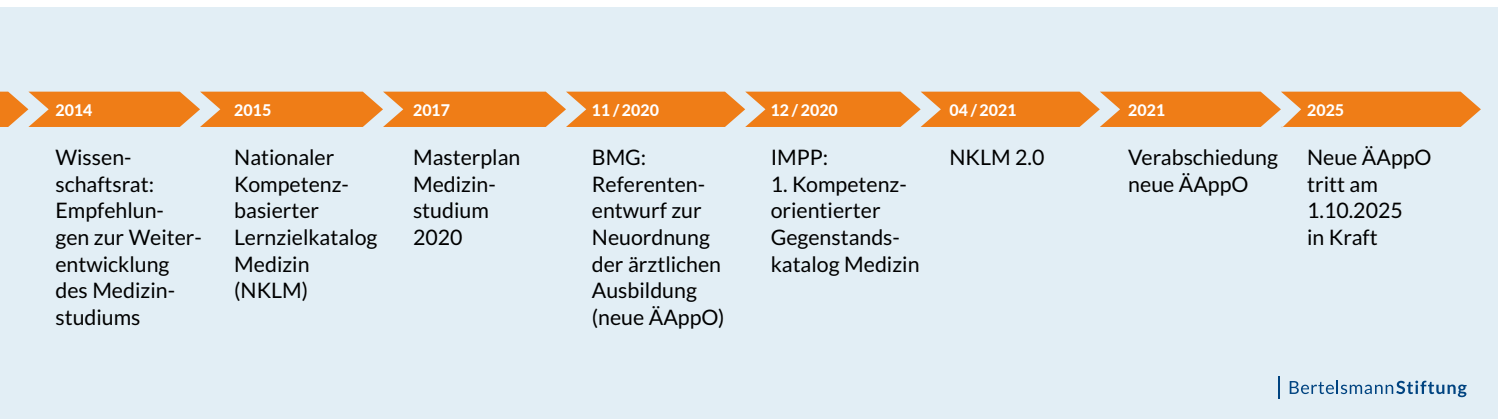 2014
Wissen-
schaftsrat:
Empfehlun-
gen zur Weiter-
entwicklung
des Medizin-
studiums
2015
Nationaler
Kompetenz-
basierter
Lernzielkatalog
Medizin
(NKLM)
2017
Masterplan
Medizin-
studium
2020
11/2020
BMG:
Referenten-
entwurf zur
Neuordnung
der ärztlichen
Ausbildung
(neue ÄAppO)
12/2020
IMPP:
1. Kompetenz-
orientierter
Gegenstands-
katalog Medizin
04/2021
NKLM 2.0
2021
Verabschiedung
neue ÄAppO
2025
Neue ÄAppO
tritt am
1.10.2025
in Kraft
BertelsmannStiftung